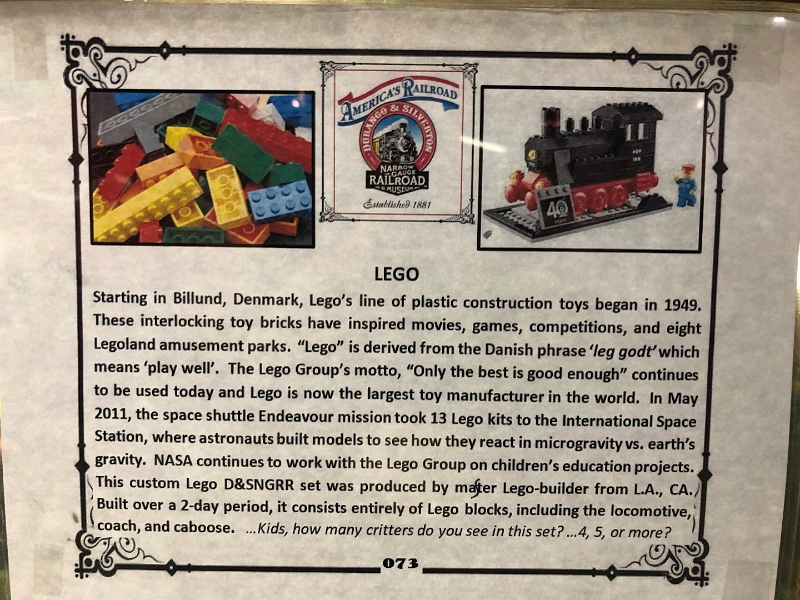 AMERICA'S RAILROAD
DURANGO & SILVERTON
NARROW
GAUGE
RAILROAD
& MUSEUM
Established 1881
40
LEGO
Starting in Billund, Denmark, Lego's line of plastic construction toys began in 1949.
These interlocking toy bricks have inspired movies, games, competitions, and eight
Legoland amusement parks. “Lego” is derived from the Danish phrase ‘leg godt’ which
means ‘play well’. The Lego Group's motto, “Only the best is good enough” continues
to be used today and Lego is now the largest toy manufacturer in the world. In May
2011, the space shuttle Endeavour mission took 13 Lego kits to the International Space
Station, where astronauts built models to see how they react in microgravity vs. earth's
gravity. NASA continues to work with the Lego Group on children's education projects.
This custom Lego D&SNGRR set was produced by master Lego-builder from L.A., CA.
Built over a 2-day period, it consists entirely of Lego blocks, including the locomotive,
coach, and caboose. ...Kids, how many critters do you see in this set? ...4, 5, or more?
073